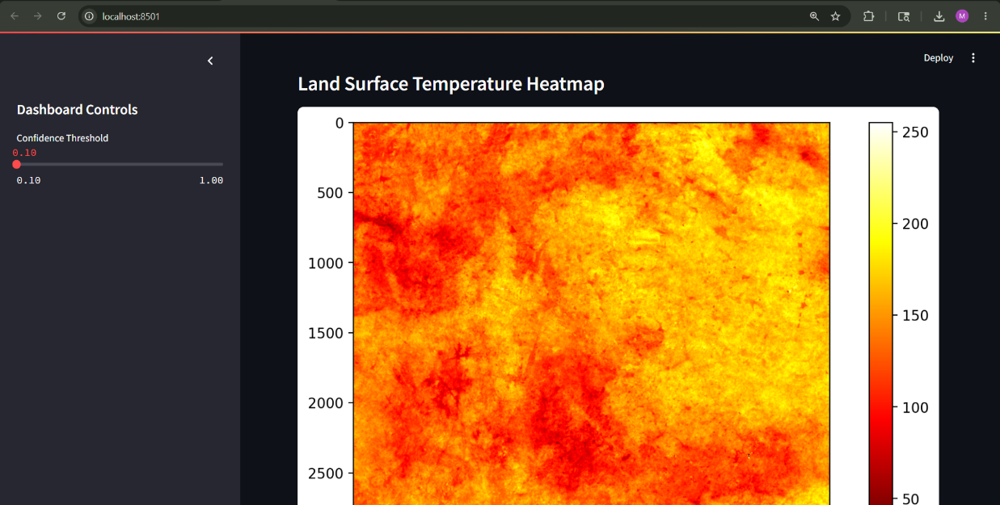 localhost:8501
M
Deploy
Land Surface Temperature Heatmap
Dashboard Controls
Confidence Threshold
0.10
0.10 1.00
0
500
1000
1500
2000
2500
250
200
150
100
50